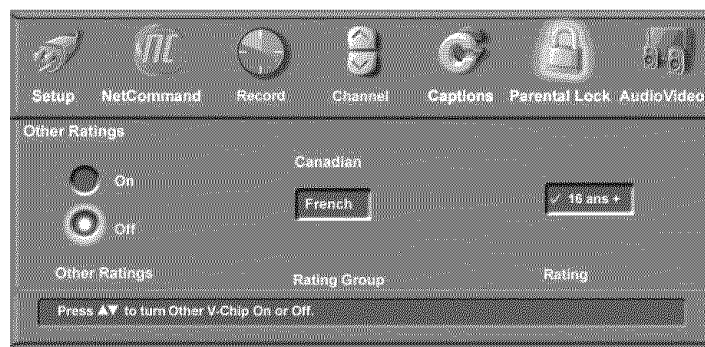 Setup NetCommand Record Channel Captions Parental Lock AudioVideo
Other Ratings
On
Canadian
French
✓ 16 ans +
Off
Other Ratings Rating Group Rating
Press ▲▼ to turn Other V-Chip On or Off.